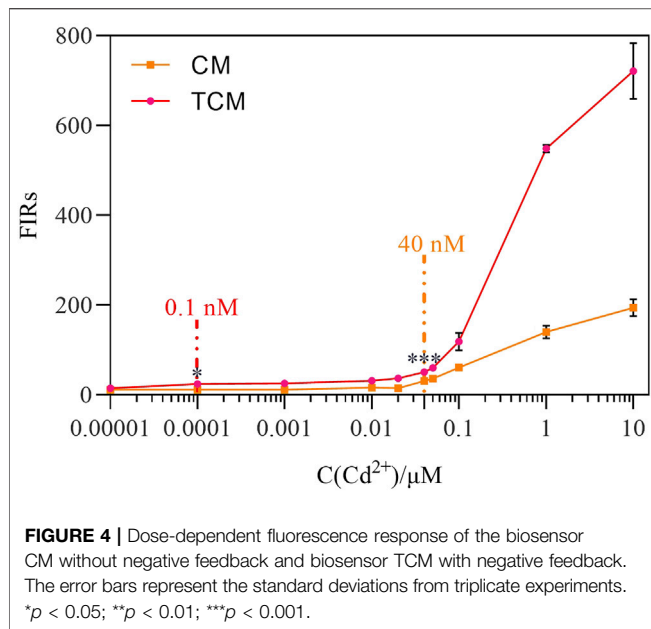 800
600
400
200
0
FIRs
CM
TCM
0.1 nM
*
40 nM
***
0.00001 0.0001 0.001 0.01 0.1 1 10
C(Cd²⁺)/μM
FIGURE 4 | Dose-dependent fluorescence response of the biosensor
CM without negative feedback and biosensor TCM with negative feedback.
The error bars represent the standard deviations from triplicate experiments.
*p < 0.05; **p < 0.01; ***p < 0.001.